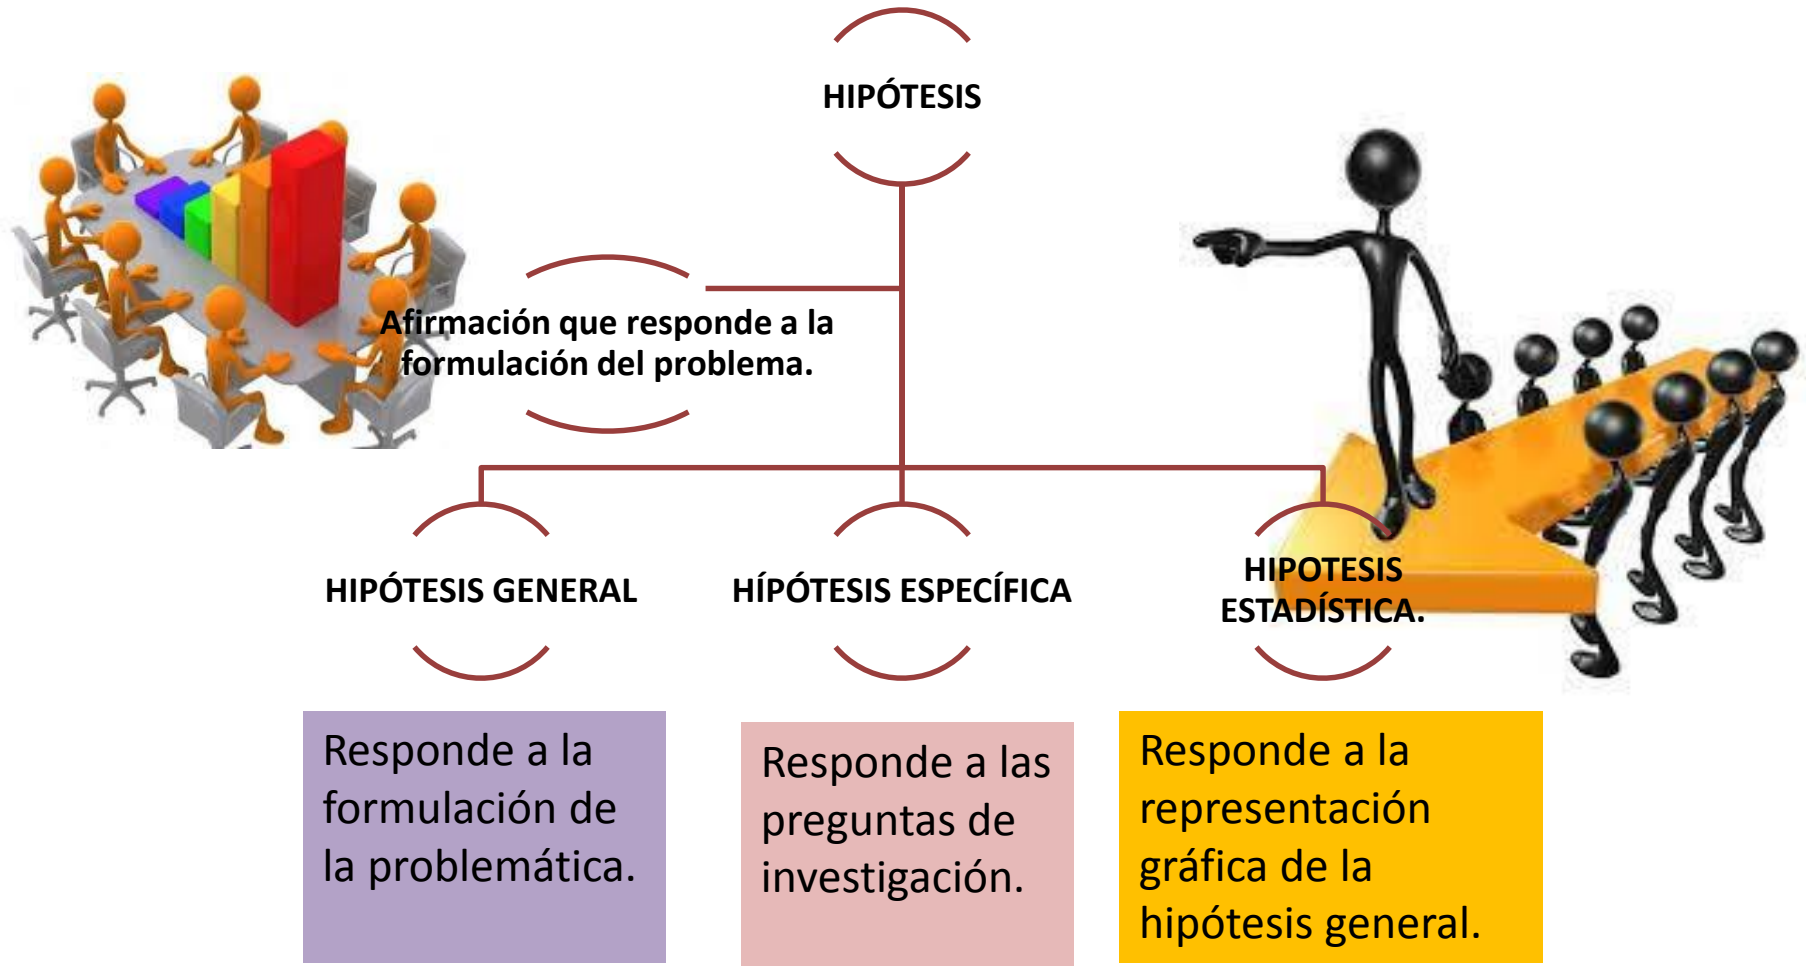 HIPÓTESIS
Afirmación que responde a la
formulación del problema.
HIPÓTESIS GENERAL
HÍPÓTESIS ESPECÍFICA
HIPOTESIS
ESTADÍSTICA.
Responde a la
formulación de
la problemática.
Responde a las
preguntas de
investigación.
Responde a la
representación
gráfica de la
hipótesis general.